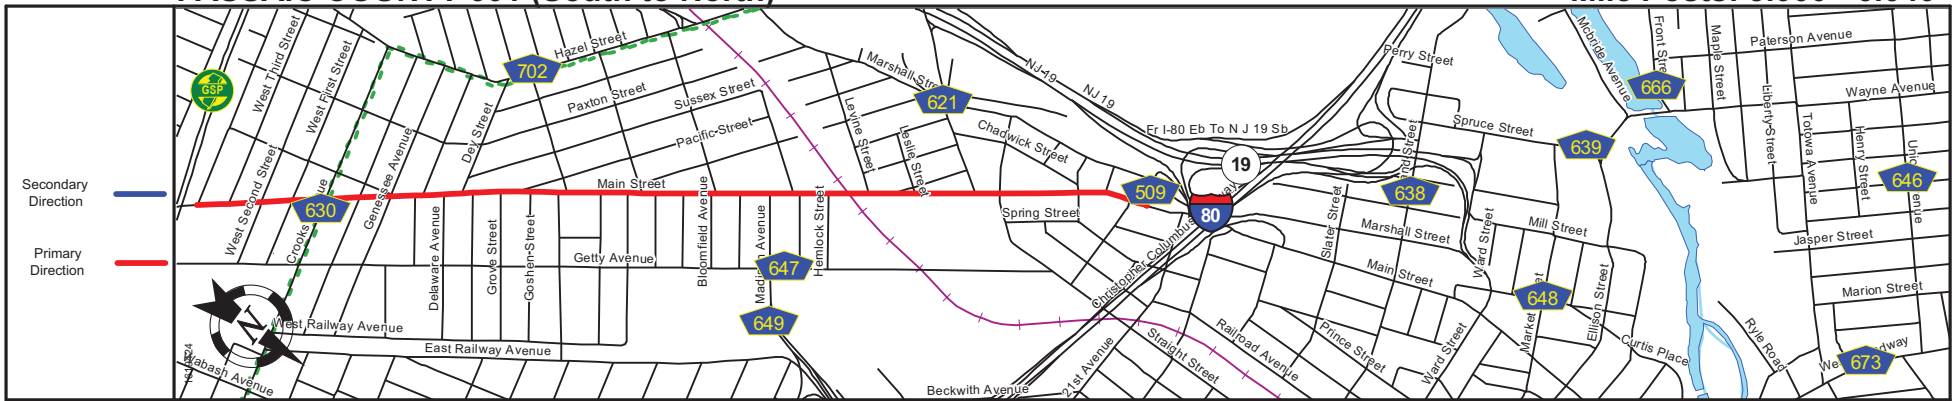 Secondary
Direction
Primary
Direction
GSP
West Third Street
West First Street
West Second Street
Crooks
630
Genesee Avenue
Dey Street
702
Hazel Street
Paxton Street
Sussex Street
Pacific Street
Main Street
Delaware Avenue
Grove Street
Goshen Street
Getty Avenue
Bloomfield Avenue
Hemlock Street
647
649
West Railway Avenue
East Railway Avenue
N
Levine Street
Leslie Street
Marshall
621
Chadwick Street
Spring Street
NJ 19
NJ 19
Fr I-80 Eb To N J 19 Sb
19
509
80
Christopher Columbus
Beckwith Avenue
21st Avenue
Straight Street
Railroad Avenue
Prince Street
Ward Street
Perry Street
Spruce Street
638
Slater Street
Marshall Street
Main Street
Ward Street
Mill Street
639
648
Market
Ellison Street
Curtis Place
Mcbride Avenue
Front
666
Maple Street
Paterson Avenue
Wayne Avenue
Liberty Street
Totowa Avenue
Henry Street
646
Jasper Street
Marion Street
Ryle Road
673